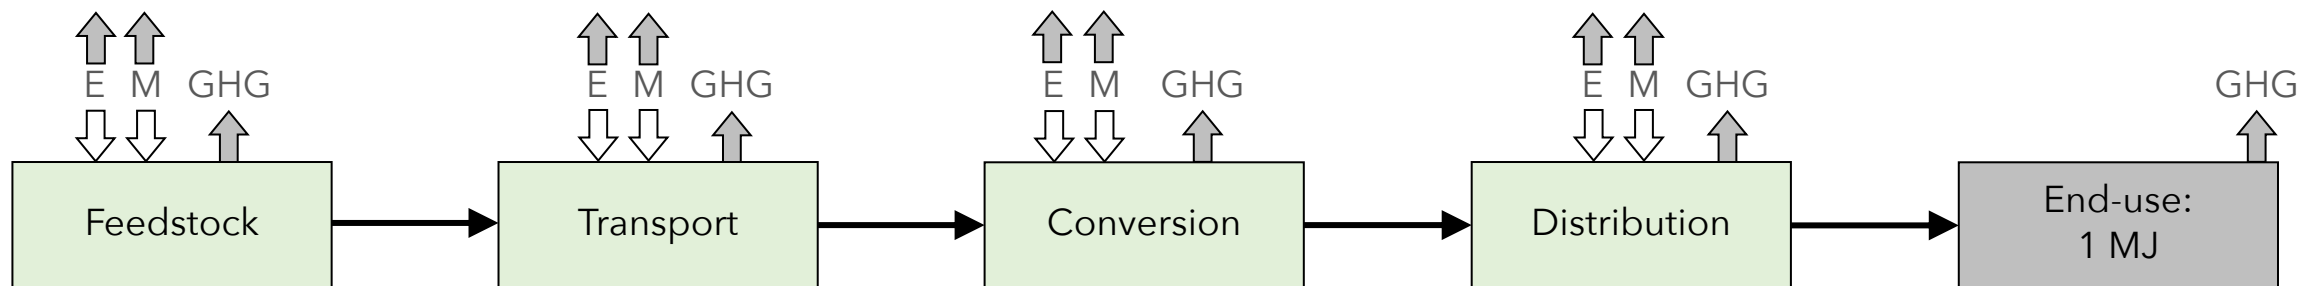 E M GHG
E M GHG
E M GHG
E M GHG
GHG
Feedstock
Transport
Conversion
Distribution
End-use:
1 MJ